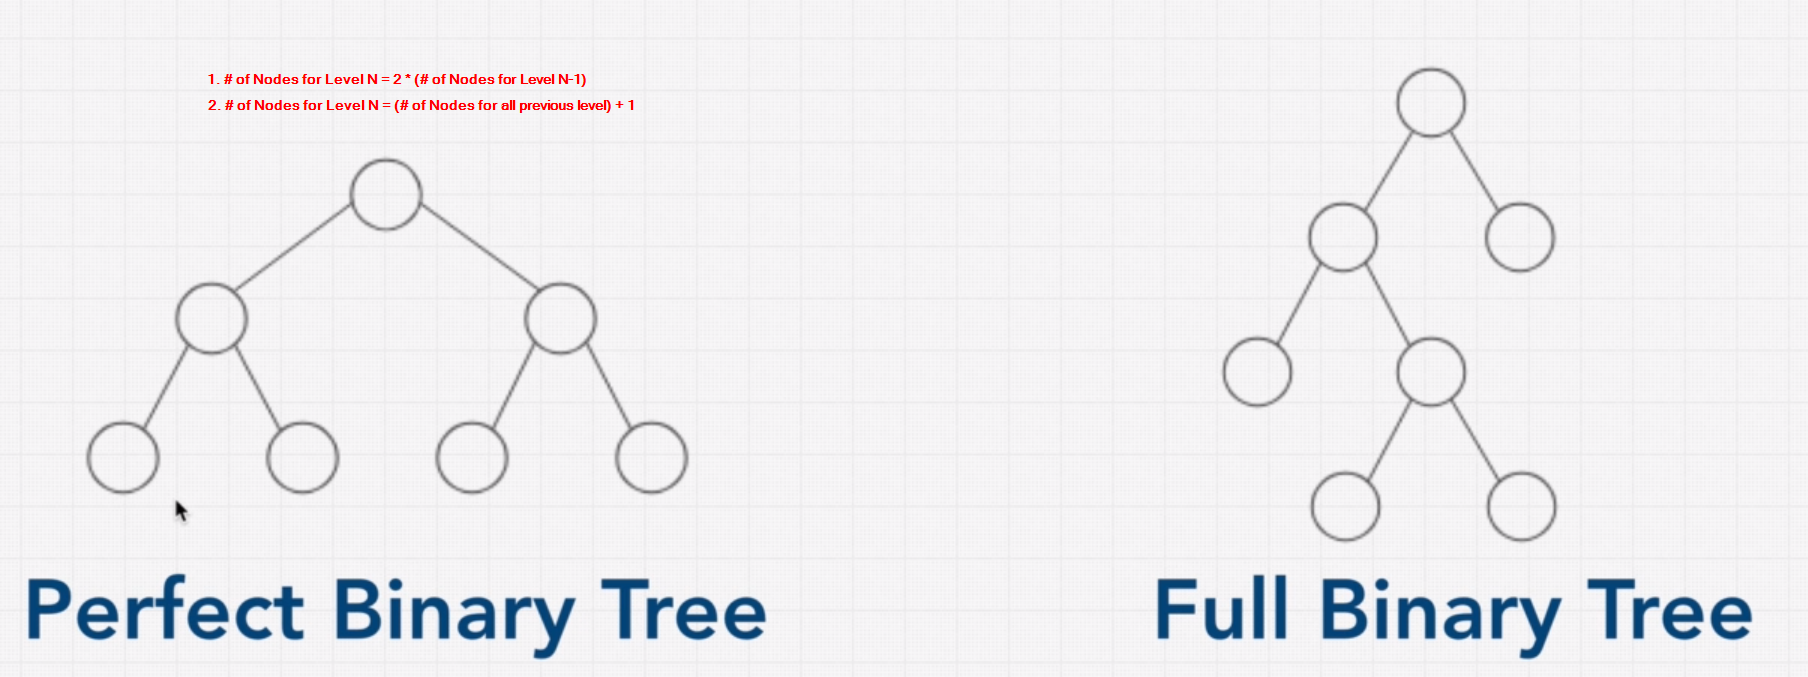 1. # of Nodes for Level N = 2 * (# of Nodes for Level N-1)
2. # of Nodes for Level N = (# of Nodes for all previous level) + 1
Perfect Binary Tree
Full Binary Tree